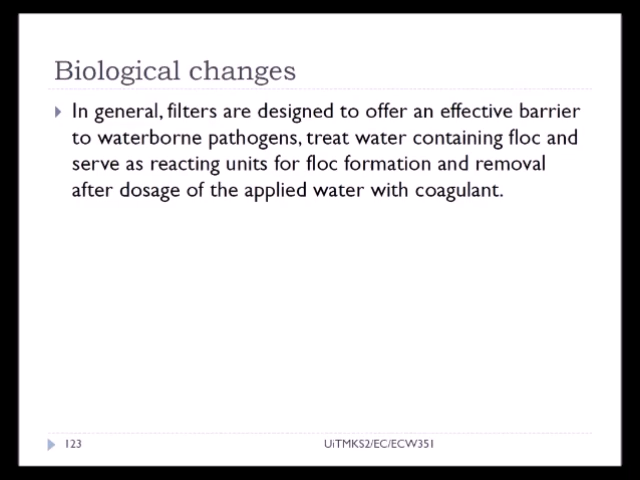 Biological changes
In general, filters are designed to offer an effective barrier
to waterborne pathogens, treat water containing floc and
serve as reacting units for floc formation and removal
after dosage of the applied water with coagulant.
123
UiTMKS2/EC/ECW351